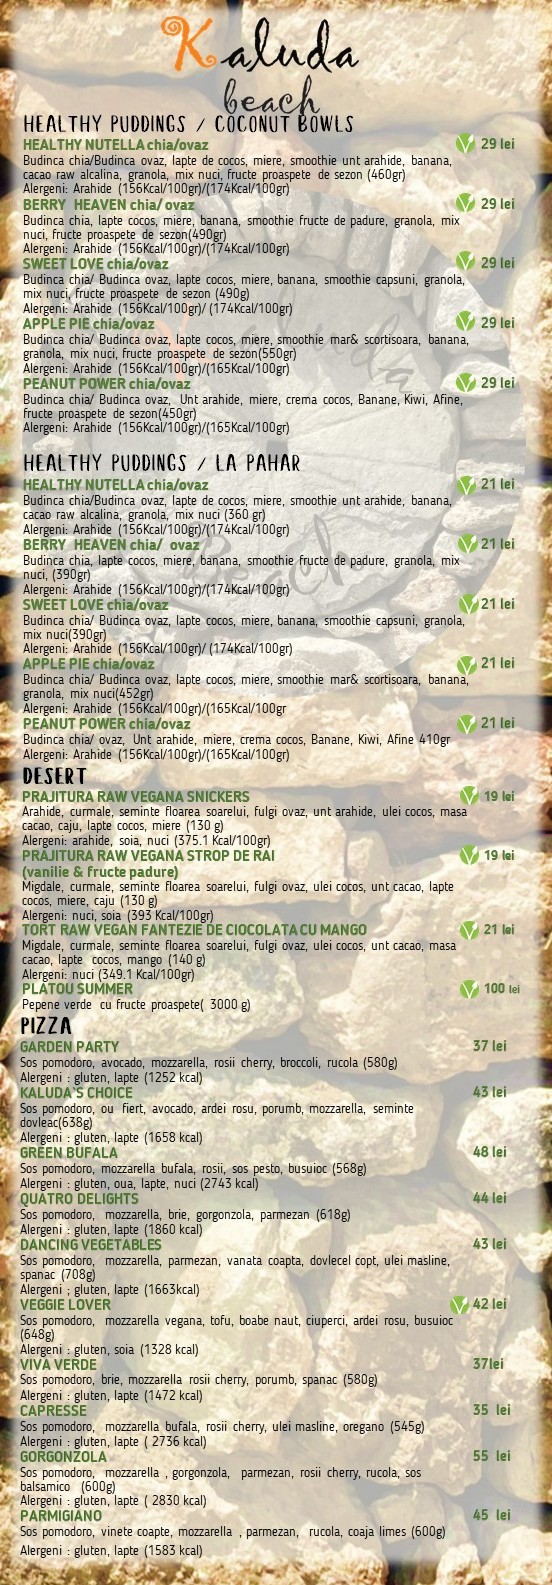 Kaluda
beach
HEALTHY PUDDINGS / COCONUT BOWLS
HEALTHY NUTELLA chia/ovaz 29 lei
Budinca chia/Budinca ovaz, lapte de cocos, miere, smoothie unt arahide, banana,
cacao raw alcalina, granola, mix nuci, fructe proaspete de sezon (460gr)
Alergeni: Arahide (156Kcal/100gr)/(174Kcal/100gr)
BERRY HEAVEN chia/ ovaz 29 lei
Budinca chia, lapte cocos, miere, banana, smoothie fructe de padure, granola, mix
nuci, fructe proaspete de sezon(490gr)
Alergeni: Arahide (156Kcal/100gr)/(174Kcal/100gr)
SWEET LOVE chia/ovaz 29 lei
Budinca chia/ Budinca ovaz, lapte cocos, miere, banana, smoothie capsuni, granola,
mix nuci, fructe proaspete de sezon (490g)
Alergeni: Arahide (156Kcal/100gr)/ (174Kcal/100gr)
APPLE PIE chia/ovaz 29 lei
Budinca chia/ Budinca ovaz, lapte cocos, miere, smoothie mar& scortisoara, banana,
granola, mix nuci, fructe proaspete de sezon(550gr)
Alergeni: Arahide (156Kcal/100gr)/(165Kcal/100gr)
PEANUT POWER chia/ovaz 29 lei
Budinca chia/ Budinca ovaz, Unt arahide, miere, crema cocos, Banane, Kiwi, Afine,
fructe proaspete de sezon(450gr)
Alergeni: Arahide (156Kcal/100gr)/(165Kcal/100gr)
HEALTHY PUDDINGS / LA PAHAR
HEALTHY NUTELLA chia/ovaz 21 lei
Budinca chia/Budinca ovaz, lapte de cocos, miere, smoothie unt arahide, banana,
cacao raw alcalina, granola, mix nuci (360 gr)
Alergeni: Arahide (156Kcal/100gr)/(174Kcal/100gr)
BERRY HEAVEN chia/ ovaz 21 lei
Budinca chia, lapte cocos, miere, banana, smoothie fructe de padure, granola, mix
nuci, (390gr)
Alergeni: Arahide (156Kcal/100gr)/(174Kcal/100gr)
SWEET LOVE chia/ovaz 21 lei
Budinca chia/ Budinca ovaz, lapte cocos, miere, banana, smoothie capsuni, granola,
mix nuci(390gr)
Alergeni: Arahide (156Kcal/100gr)/ (174Kcal/100gr)
APPLE PIE chia/ovaz 21 lei
Budinca chia/ Budinca ovaz, lapte cocos, miere, smoothie mar& scortisoara, banana,
granola, mix nuci(452gr)
Alergeni: Arahide (156Kcal/100gr)/(165Kcal/100gr
PEANUT POWER chia/ovaz 21 lei
Budinca chia/ ovaz, Unt arahide, miere, crema cocos, Banane, Kiwi, Afine 410gr
Alergeni: Arahide (156Kcal/100gr)/(165Kcal/100gr)
DESERT
PRAJITURA RAW VEGANA SNICKERS 19 lei
Arahide, curmale, seminte floarea soarelui, fulgi ovaz, unt arahide, ulei cocos, masa
cacao, caju, lapte cocos, miere (130 g)
Alergeni: arahide, soia, nuci (375.1 Kcal/100gr)
PRAJITURA RAW VEGANA STROP DE RAI 19 lei
(vanilie & fructe padure)
Migdale, curmale, seminte floarea soarelui, fulgi ovaz, ulei cocos, unt cacao, lapte
cocos, miere, caju (130 g)
Alergeni: nuci, soia (393 Kcal/100gr)
TORT RAW VEGAN FANTEZIE DE CIOCOLATA CU MANGO 21 lei
Migdale, curmale, seminte floarea soarelui, fulgi ovaz, ulei cocos, unt cacao, masa
cacao, lapte cocos, mango (140 g)
Alergeni: nuci (349.1 Kcal/100gr)
PLATOU SUMMER 100 lei
Pepene verde cu fructe proaspete( 3000 g)
PIZZA
GARDEN PARTY 37 lei
Sos pomodoro, avocado, mozzarella, rosii cherry, broccoli, rucola (580g)
Alergeni : gluten, lapte (1252 kcal)
KALUDA'S CHOICE 43 lei
Sos pomodoro, ou fiert, avocado, ardei rosu, porumb, mozzarella, seminte
dovleac(638g)
Alergeni : gluten, lapte (1658 kcal)
GREEN BUFALA 48 lei
Sos pomodoro, mozzarella bufala, rosii, sos pesto, busuioc (568g)
Alergeni : gluten, oua, lapte, nuci (2743 kcal)
QUATRO DELIGHTS 44 lei
Sos pomodoro, mozzarella, brie, gorgonzola, parmezan (618g)
Alergeni : gluten, lapte (1860 kcal)
DANCING VEGETABLES 43 lei
Sos pomodoro, mozzarella, parmezan, vanata coapta, dovlecel copt, ulei masline,
spanac (708g)
Alergeni ; gluten, lapte (1663kcal)
VEGGIE LOVER 42 lei
Sos pomodoro, mozzarella vegana, tofu, boabe naut, ciuperci, ardei rosu, busuioc
(648g)
Alergeni : gluten, soia (1328 kcal)
VIVA VERDE 37lei
Sos pomodoro, brie, mozzarella rosii cherry, porumb, spanac (580g)
Alergeni : gluten, lapte (1472 kcal)
CAPRESSE 35 lei
Sos pomodoro, mozzarella bufala, rosii cherry, ulei masline, oregano (545g)
Alergeni : gluten, lapte ( 2736 kcal)
GORGONZOLA 55 lei
Sos pomodoro, mozzarella , gorgonzola, parmezan, rosii cherry, rucola, sos
balsamico (600g)
Alergeni : gluten, lapte ( 2830 kcal)
PARMIGIANO 45 lei
Sos pomodoro, vinete coapte, mozzarella , parmezan, rucola, coaja limes (600g)
Alergeni : gluten, lapte (1583 kcal)